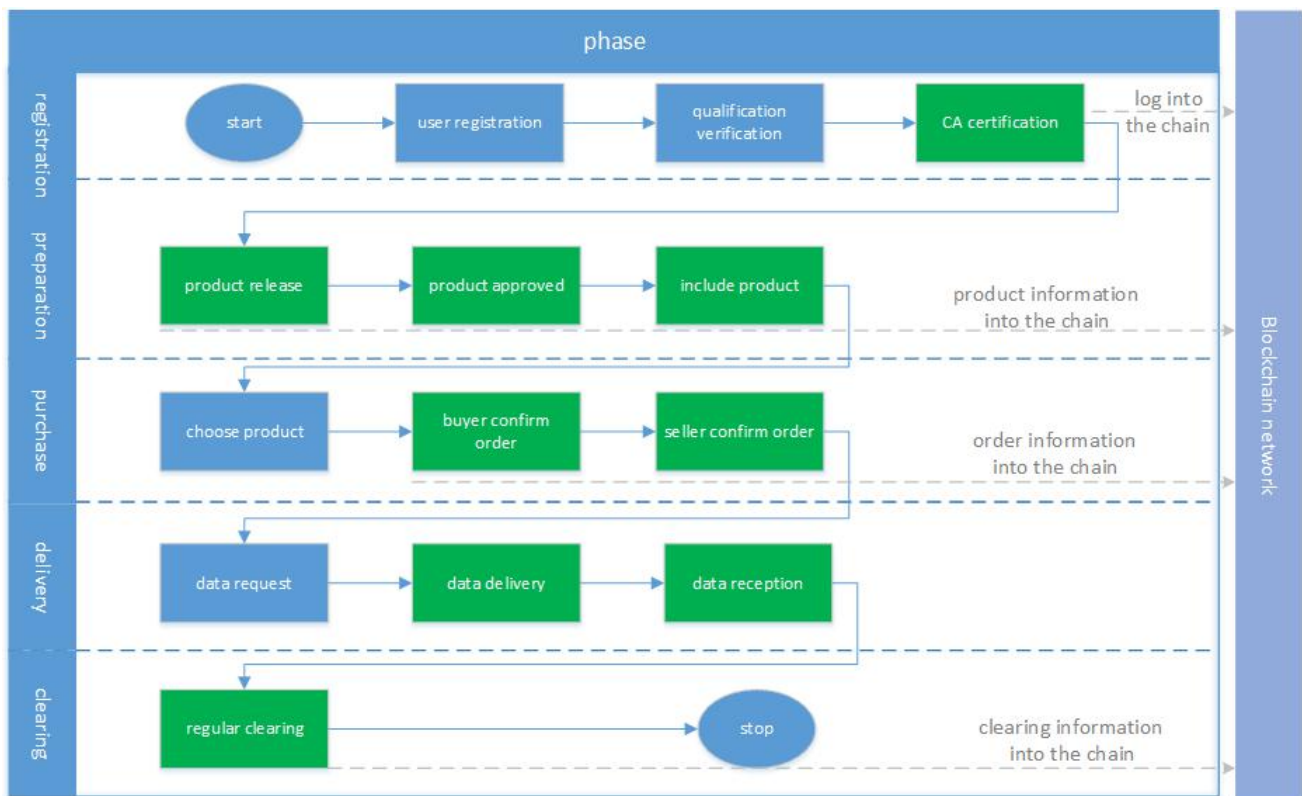 phase
registration
start
user registration
qualification
verification
CA certification
log into
the chain
preparation
product release
product approved
include product
product information
into the chain
purchase
choose product
buyer confirm
order
seller confirm order
order information
into the chain
delivery
data request
data delivery
data reception
clearing
regular clearing
stop
clearing information
into the chain
Blockchain network